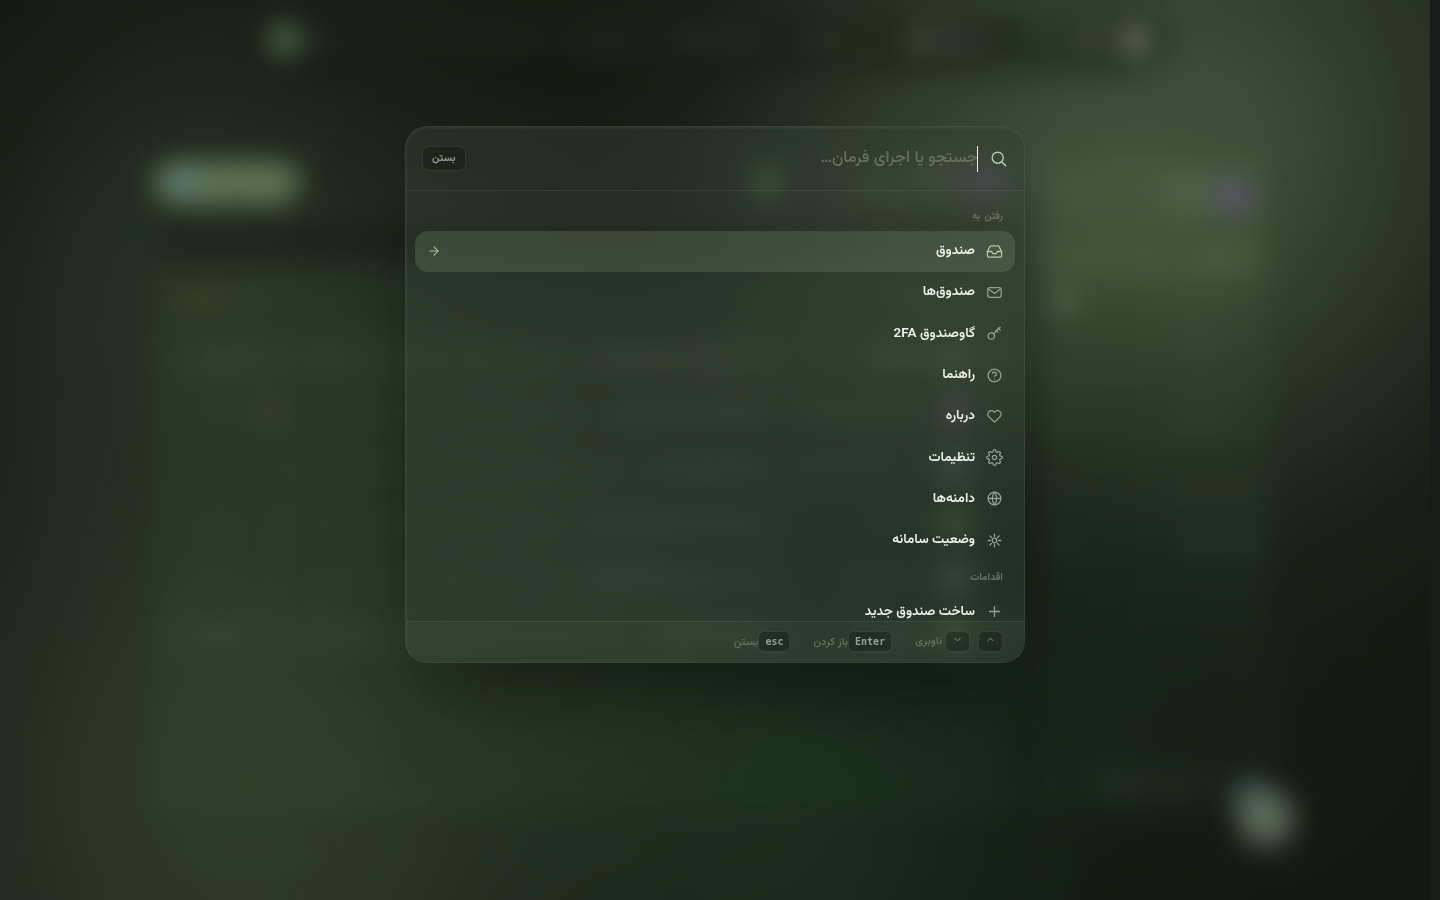 جستجو یا اجرای فرمان...
بستن
رفتن به
صندوق
صندوق‌ها
گاوصندوق 2FA
راهنما
درباره
تنظیمات
دامنه‌ها
وضعیت سامانه
اقدامات
ساخت صندوق جدید
ناوبری Enter باز کردن esc بستن